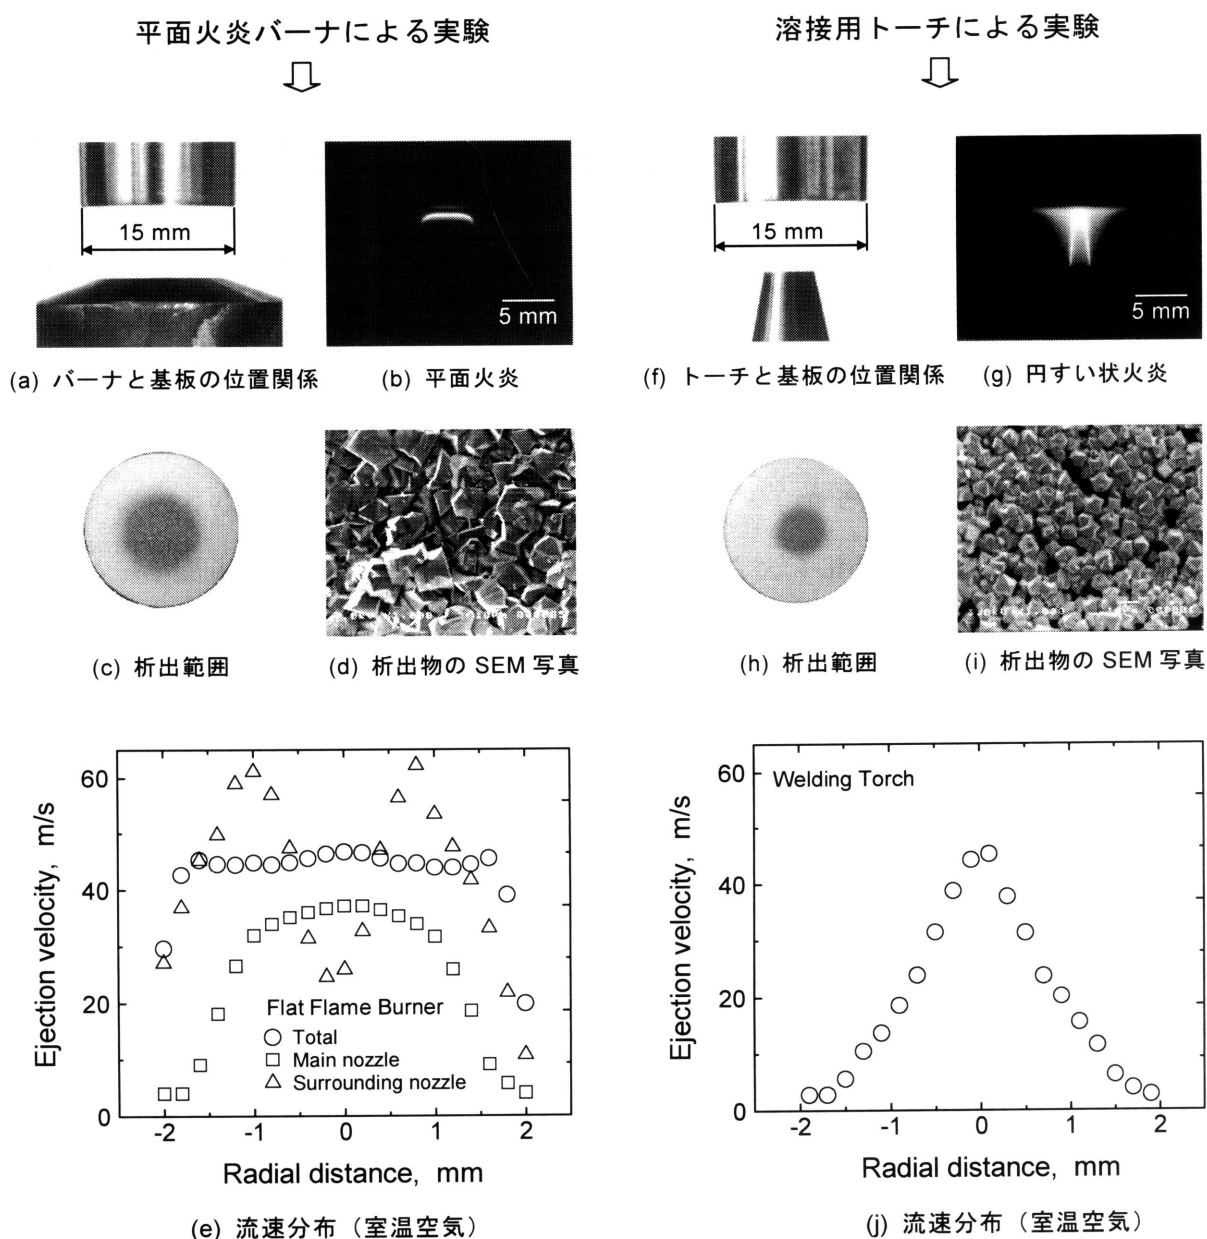 平面火炎バーナによる実験
15 mm
5 mm
(a) バーナと基板の位置関係
(b) 平面火炎
(c) 析出範囲
(d) 析出物の SEM 写真
60
40
20
0
-2
-1
0
1
2
Ejection velocity, m/s
Flat Flame Burner
Total
Main nozzle
Surrounding nozzle
Radial distance, mm
(e) 流速分布（室温空気）
溶接用トーチによる実験
15 mm
5 mm
(f) トーチと基板の位置関係
(g) 円すい状火炎
(h) 析出範囲
(i) 析出物の SEM 写真
60
40
20
0
-2
-1
0
1
2
Ejection velocity, m/s
Welding Torch
Radial distance, mm
(j) 流速分布（室温空気）